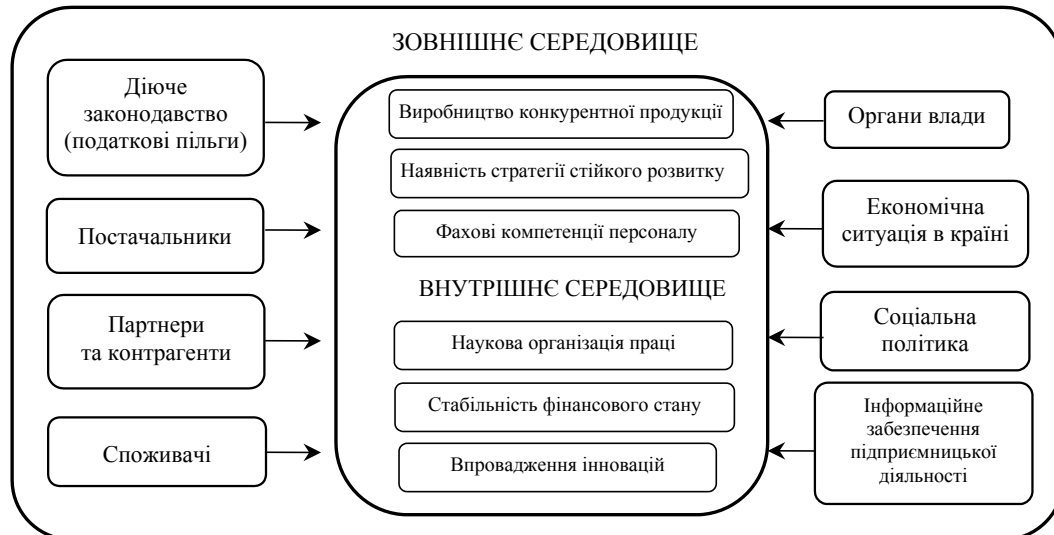 ЗОВНІШНЄ СЕРЕДОВИЩЕ
Діюче
законодавство
(податкові пільги)
Постачальники
Партнери
та контрагенти
Споживачі
Виробництво конкурентної продукції
Наявність стратегії стійкого розвитку
Фахові компетенції персоналу
ВНУТРІШНЄ СЕРЕДОВИЩЕ
Наукова організація праці
Стабільність фінансового стану
Впровадження інновацій
Органи влади
Економічна
ситуація в країні
Соціальна
політика
Інформаційне
забезпечення
підприємницької
діяльності